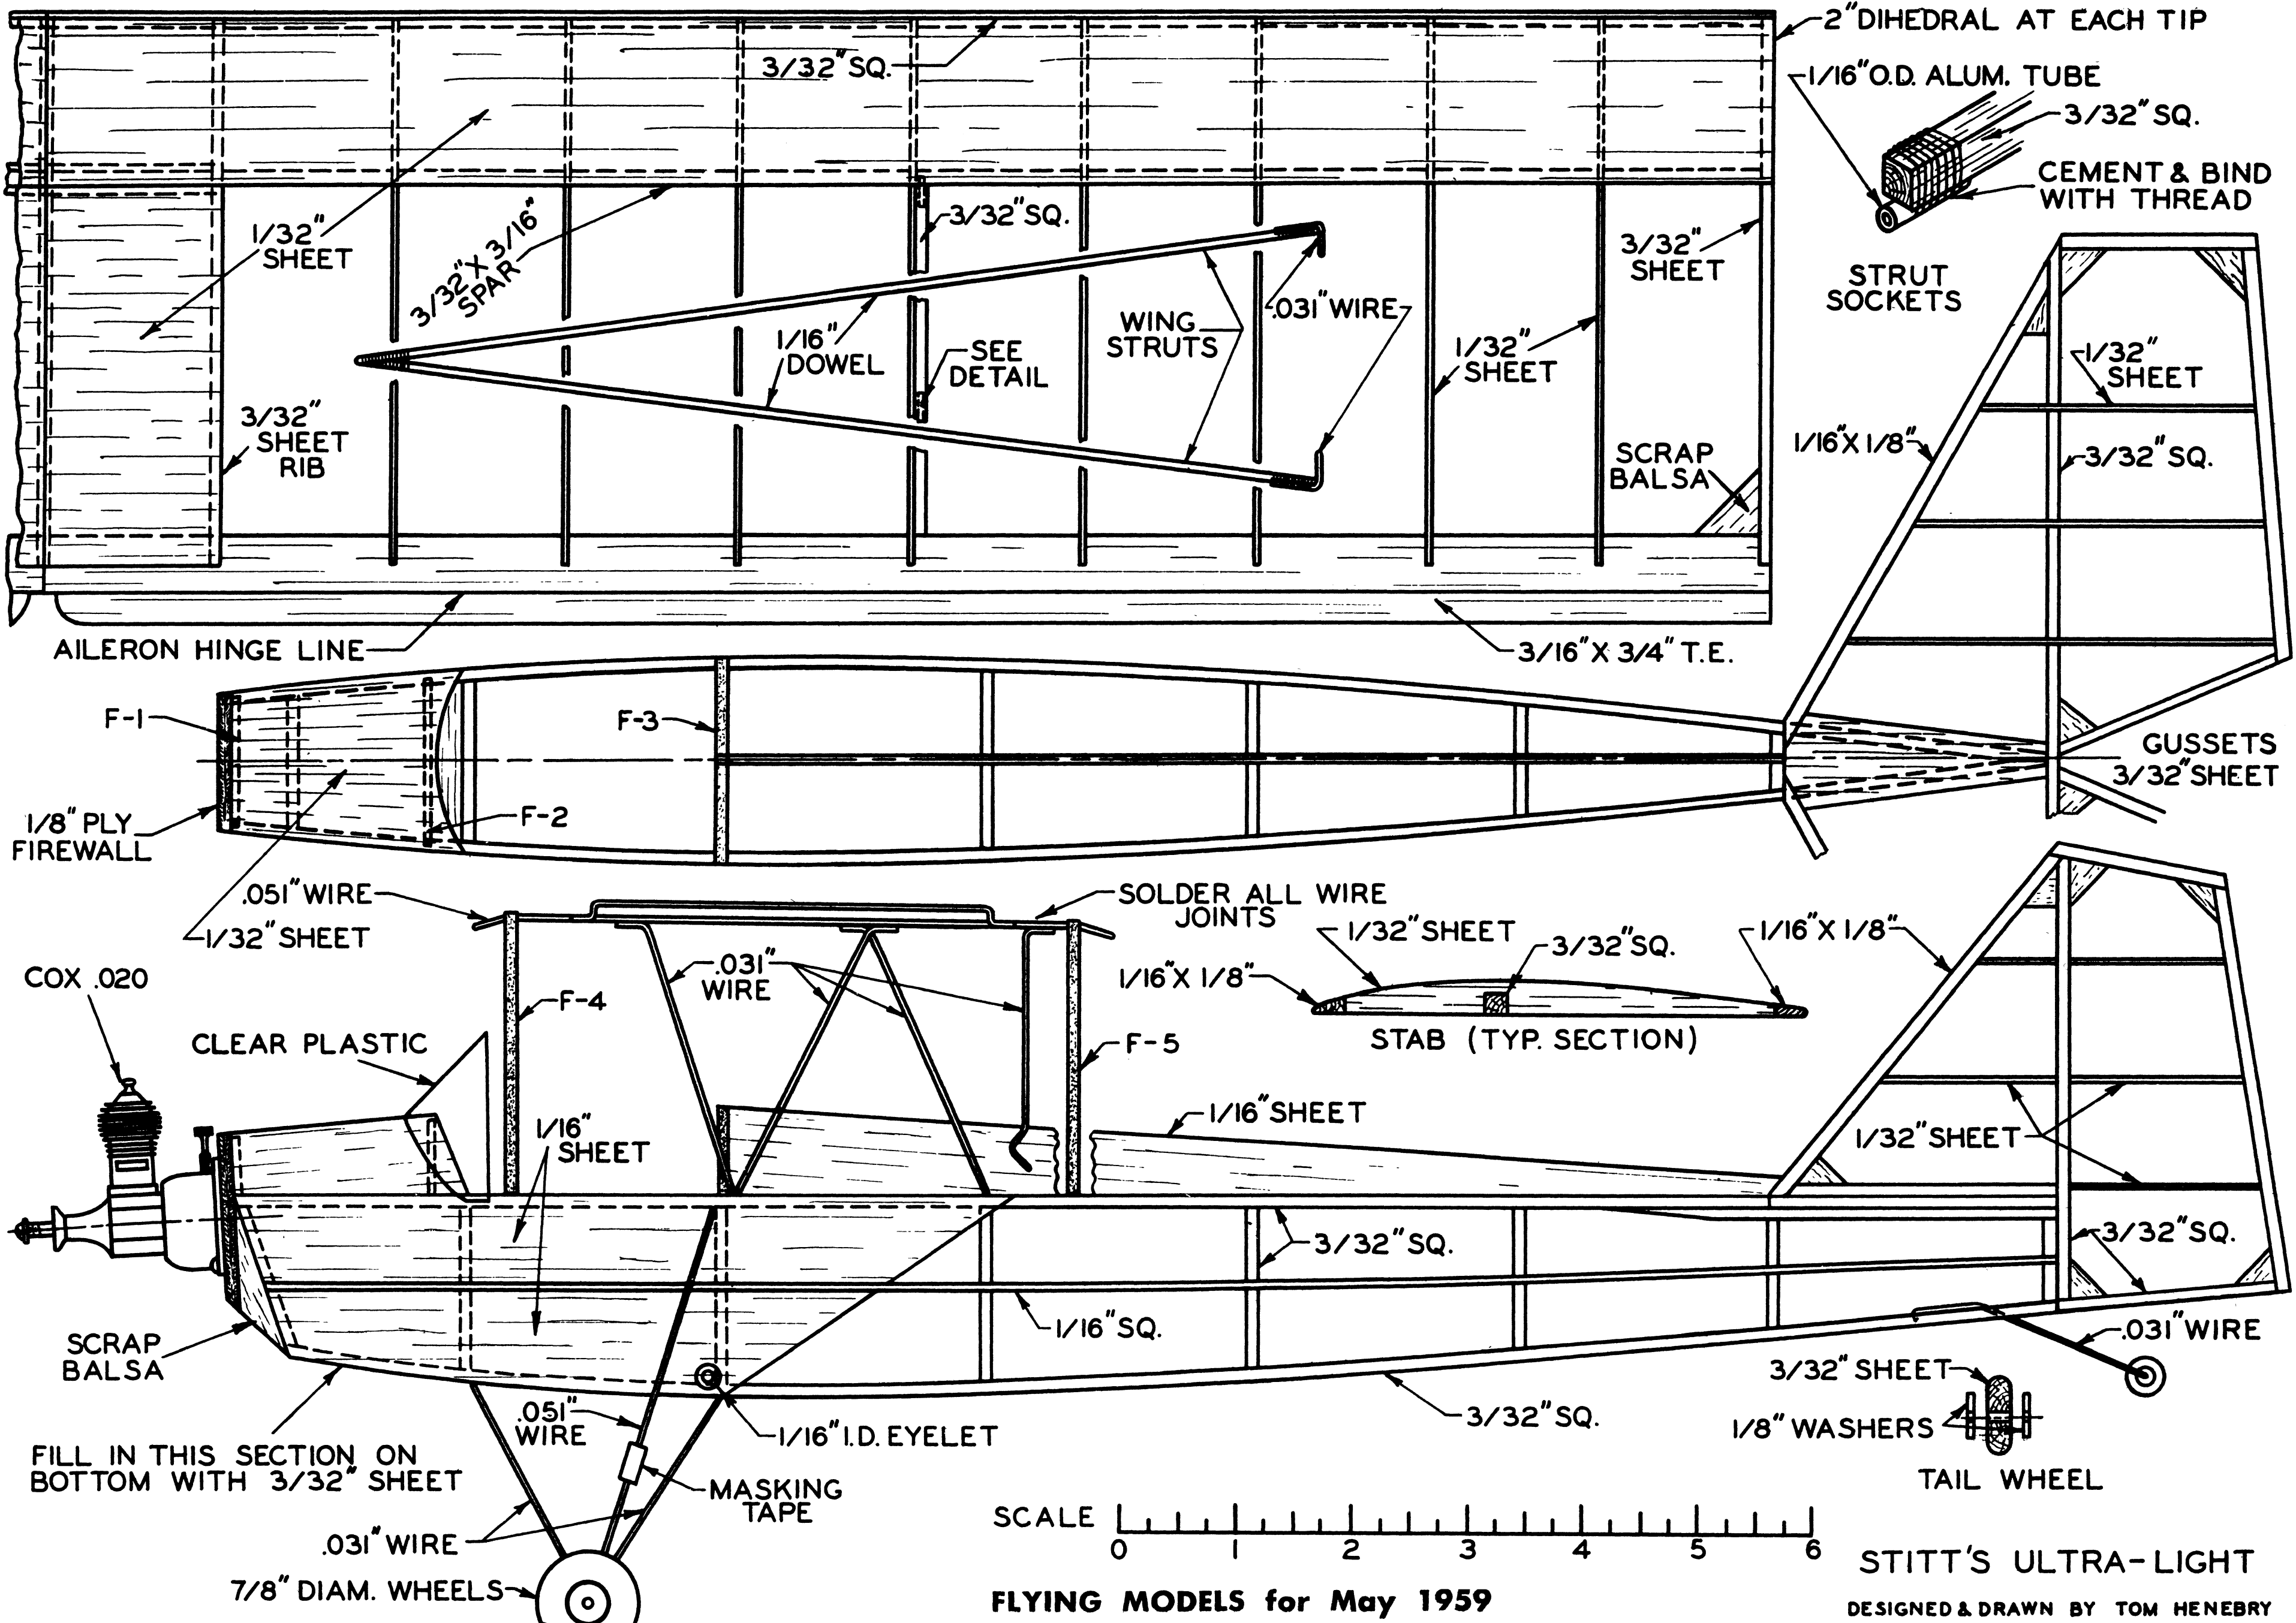 2" DIHEDRAL AT EACH TIP
3/32" SQ.
1/16" O.D. ALUM. TUBE
3/32" SQ.
CEMENT & BIND
WITH THREAD
STRUT
SOCKETS
1/32"
SHEET
3/32" X 3/16"
SPAR
3/32" SQ.
3/32"
SHEET
.031" WIRE
WING
STRUTS
1/16"
DOWEL
SEE
DETAIL
1/32"
SHEET
1/32"
SHEET
3/32"
SHEET
RIB
SCRAP
BALSA
1/16" X 1/8"
3/32" SQ.
AILERON HINGE LINE
3/16" X 3/4" T.E.
F-1
F-3
F-2
GUSSETS
3/32" SHEET
1/8" PLY
FIREWALL
.051" WIRE
SOLDER ALL WIRE
JOINTS
1/32" SHEET
1/32" SHEET
3/32" SQ.
1/16" X 1/8"
1/16" X 1/8"
COX .020
.031"
WIRE
F-4
STAB (TYP. SECTION)
CLEAR PLASTIC
F-5
1/16" SHEET
1/16"
SHEET
1/32" SHEET
3/32" SQ.
3/32" SQ.
1/16" SQ.
SCRAP
BALSA
.031" WIRE
3/32" SHEET
1/8" WASHERS
TAIL WHEEL
.051"
WIRE
1/16" I.D. EYELET
3/32" SQ.
FILL IN THIS SECTION ON
BOTTOM WITH 3/32" SHEET
MASKING
TAPE
.031" WIRE
7/8" DIAM. WHEELS
SCALE
0 1 2 3 4 5 6
FLYING MODELS for May 1959
STITT'S ULTRA-LIGHT
DESIGNED & DRAWN BY TOM HENEBRY